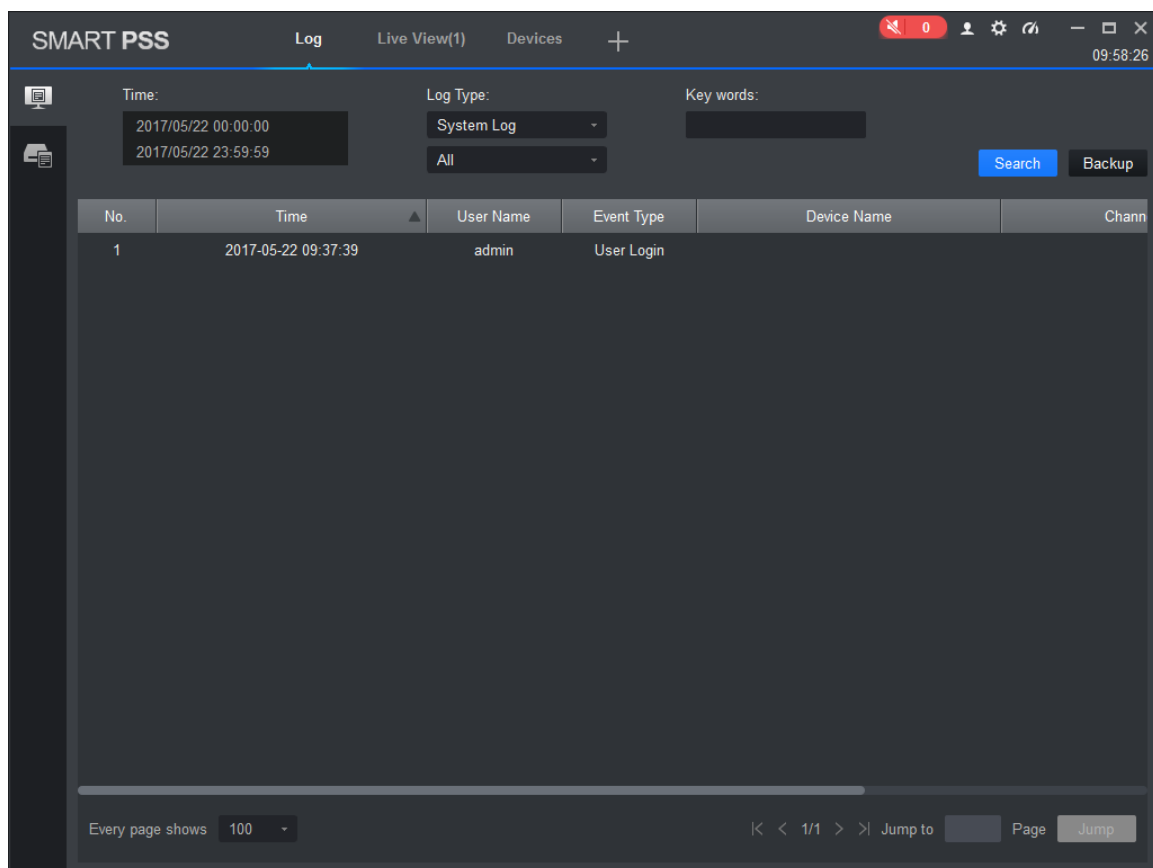 SMART PSS Log Live View(1) Devices 0
09:58:26
Time: Log Type: Key words:
2017/05/22 00:00:00 System Log
2017/05/22 23:59:59 All
Search Backup
No. Time User Name Event Type Device Name Chann
1 2017-05-22 09:37:39 admin User Login
Every page shows 100 1/1 Jump to Page Jump